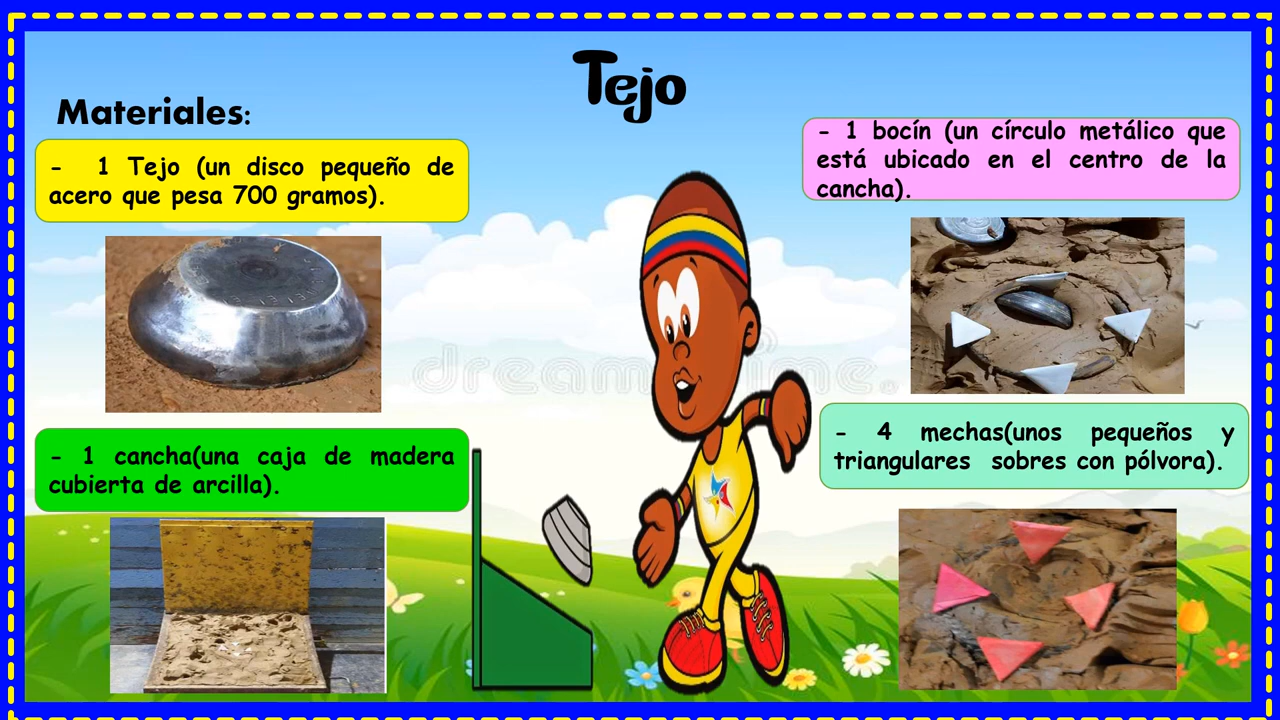 Tejo
Materiales:
- 1 Tejo (un disco pequeño de
acero que pesa 700 gramos).
- 1 bocín (un círculo metálico que
está ubicado en el centro de la
cancha).
- 1 cancha(una caja de madera
cubierta de arcilla).
- 4 mechas(unos pequeños y
triangulares sobres con pólvora).